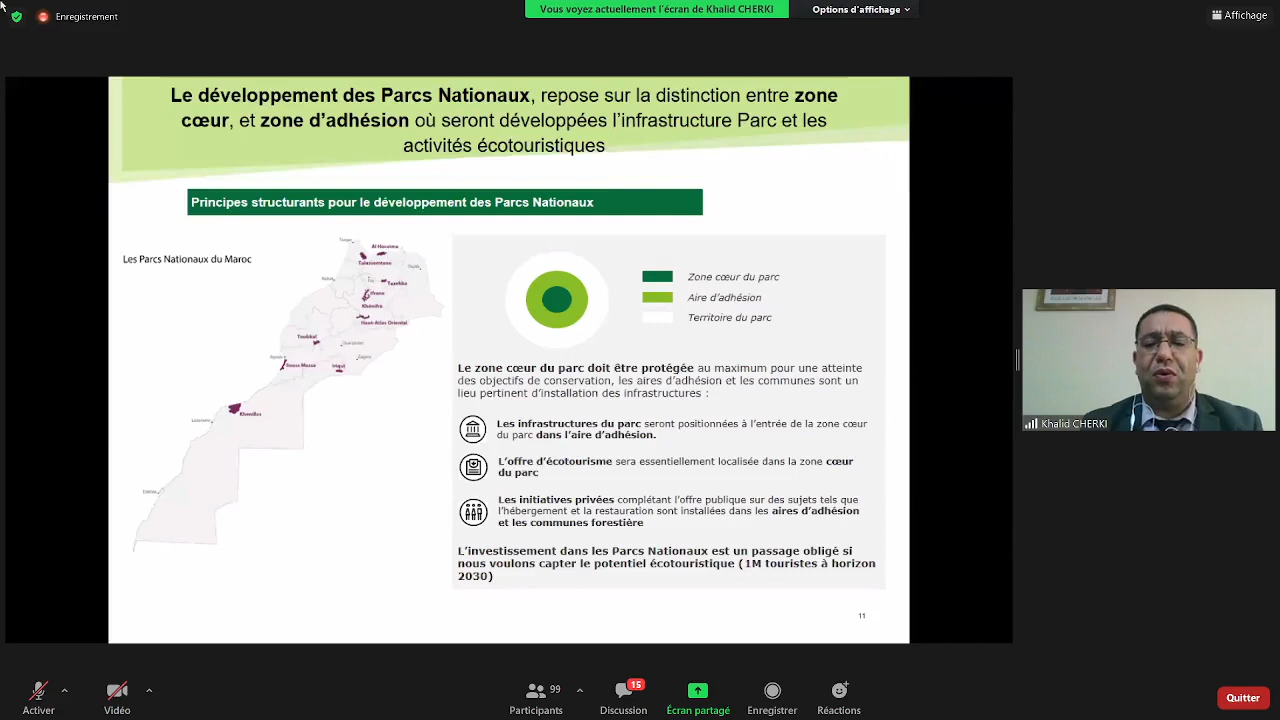 Enregistrement
Vous voyez actuellement l'écran de Khalid CHERKI
Options d'affichage
Affichage
Le développement des Parcs Nationaux, repose sur la distinction entre zone
cœur, et zone d'adhésion où seront développées l'infrastructure Parc et les
activités écotouristiques
Principes structurants pour le développement des Parcs Nationaux
Les Parcs Nationaux du Maroc
Al Hoceima
Talassemtane
Tazekka
Ifrane
Khénifra
Haut-Atlas Oriental
Toubkal
Souss Massa
Iriqui
Khenifiss
Zone cœur du parc
Aire d'adhésion
Territoire du parc
Le zone cœur du parc doit être protégée au maximum pour une atteinte
des objectifs de conservation, les aires d'adhésion et les communes sont un
lieu pertinent d'installation des infrastructures :
Les infrastructures du parc seront positionnées à l'entrée de la zone cœur
du parc dans l'aire d'adhésion.
L'offre d'écotourisme sera essentiellement localisée dans la zone cœur
du parc
Les initiatives privées complétant l'offre publique sur des sujets tels que
l'hébergement et la restauration sont installées dans les aires d'adhésion
et les communes forestière
L'investissement dans les Parcs Nationaux est un passage obligé si
nous voulons capter le potentiel écotouristique (1M touristes à horizon
2030)
11
Khalid CHERKI
Activer
Vidéo
99
Participants
15
Discussion
Écran partagé
Enregistrer
Réactions
Quitter